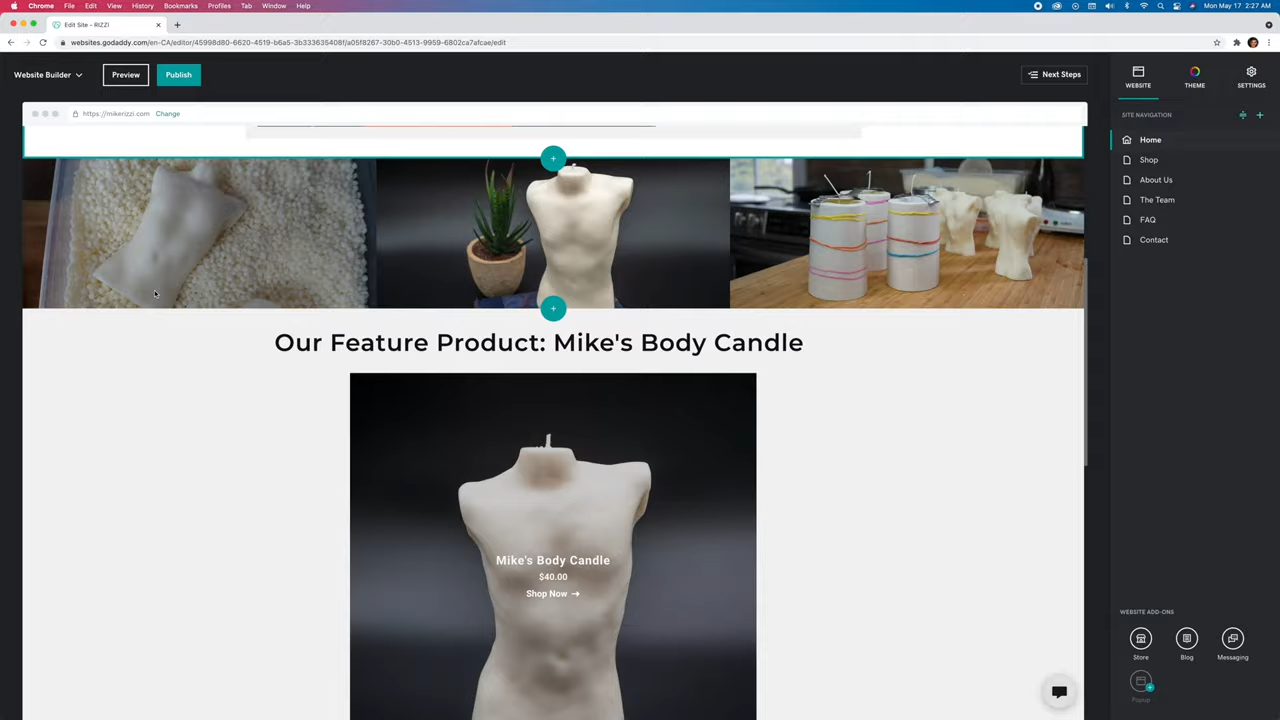 Chrome File Edit View History Bookmarks Profiles Tab Window Help Mon May 17 2:27 AM
Edit Site - RIZZI
websites.godaddy.com/en-CA/editor/45998d80-6620-4519-b6a5-3b333635408f/a05f8267-30b0-4513-9959-6802ca7afcae/edit
Website Builder Preview Publish Next Steps
WEBSITE THEME SETTINGS
https://mikerizzi.com Change
SITE NAVIGATION
Home
Shop
About Us
The Team
FAQ
Contact
Our Feature Product: Mike's Body Candle
Mike's Body Candle
$40.00
Shop Now →
WEBSITE ADD-ONS
Store Blog Messaging
Popup